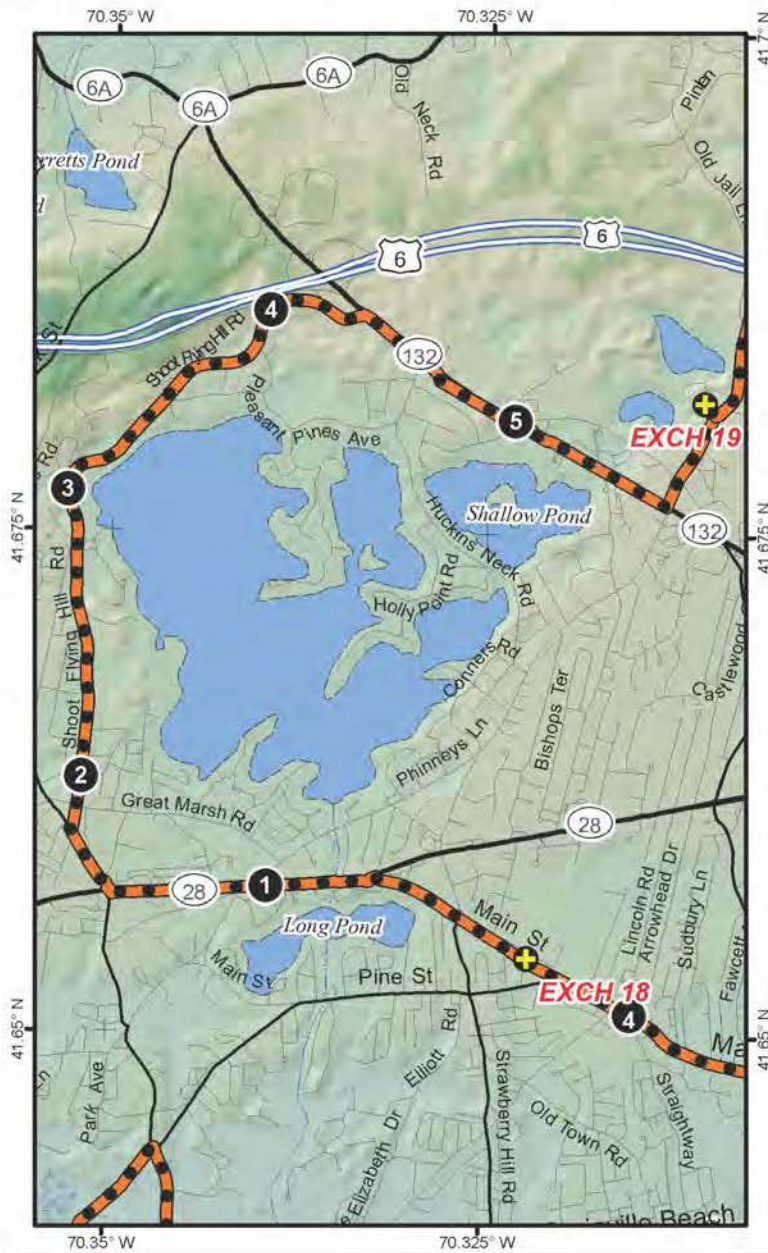 70.35° W
70.325° W
41.7° N
6A
6A
6A
Old Neck Rd
Old Jail Ln
rretts Pond
6
6
4
Shoot Flying Hill Rd
132
5
EXCH 19
Pleasant Pines Ave
3
Rd
Shallow Pond
132
41.675° N
41.675° N
Huckins Neck Rd
Holly Point Rd
Shoot Flying Hill Rd
Conners Rd
Castlewood
Bishops Ter
Phinneys Ln
2
Great Marsh Rd
28
28
1
Long Pond
Main St
Lincoln Rd
Arrowhead Dr
Sudbury Ln
Fawcett
Main St
Pine St
EXCH 18
4
41.65° N
41.65° N
Ln
Park Ave
Elliott Rd
Elizabeth Dr
Strawberry Hill Rd
Old Town Rd
Straightway
Beach
70.35° W
70.325° W